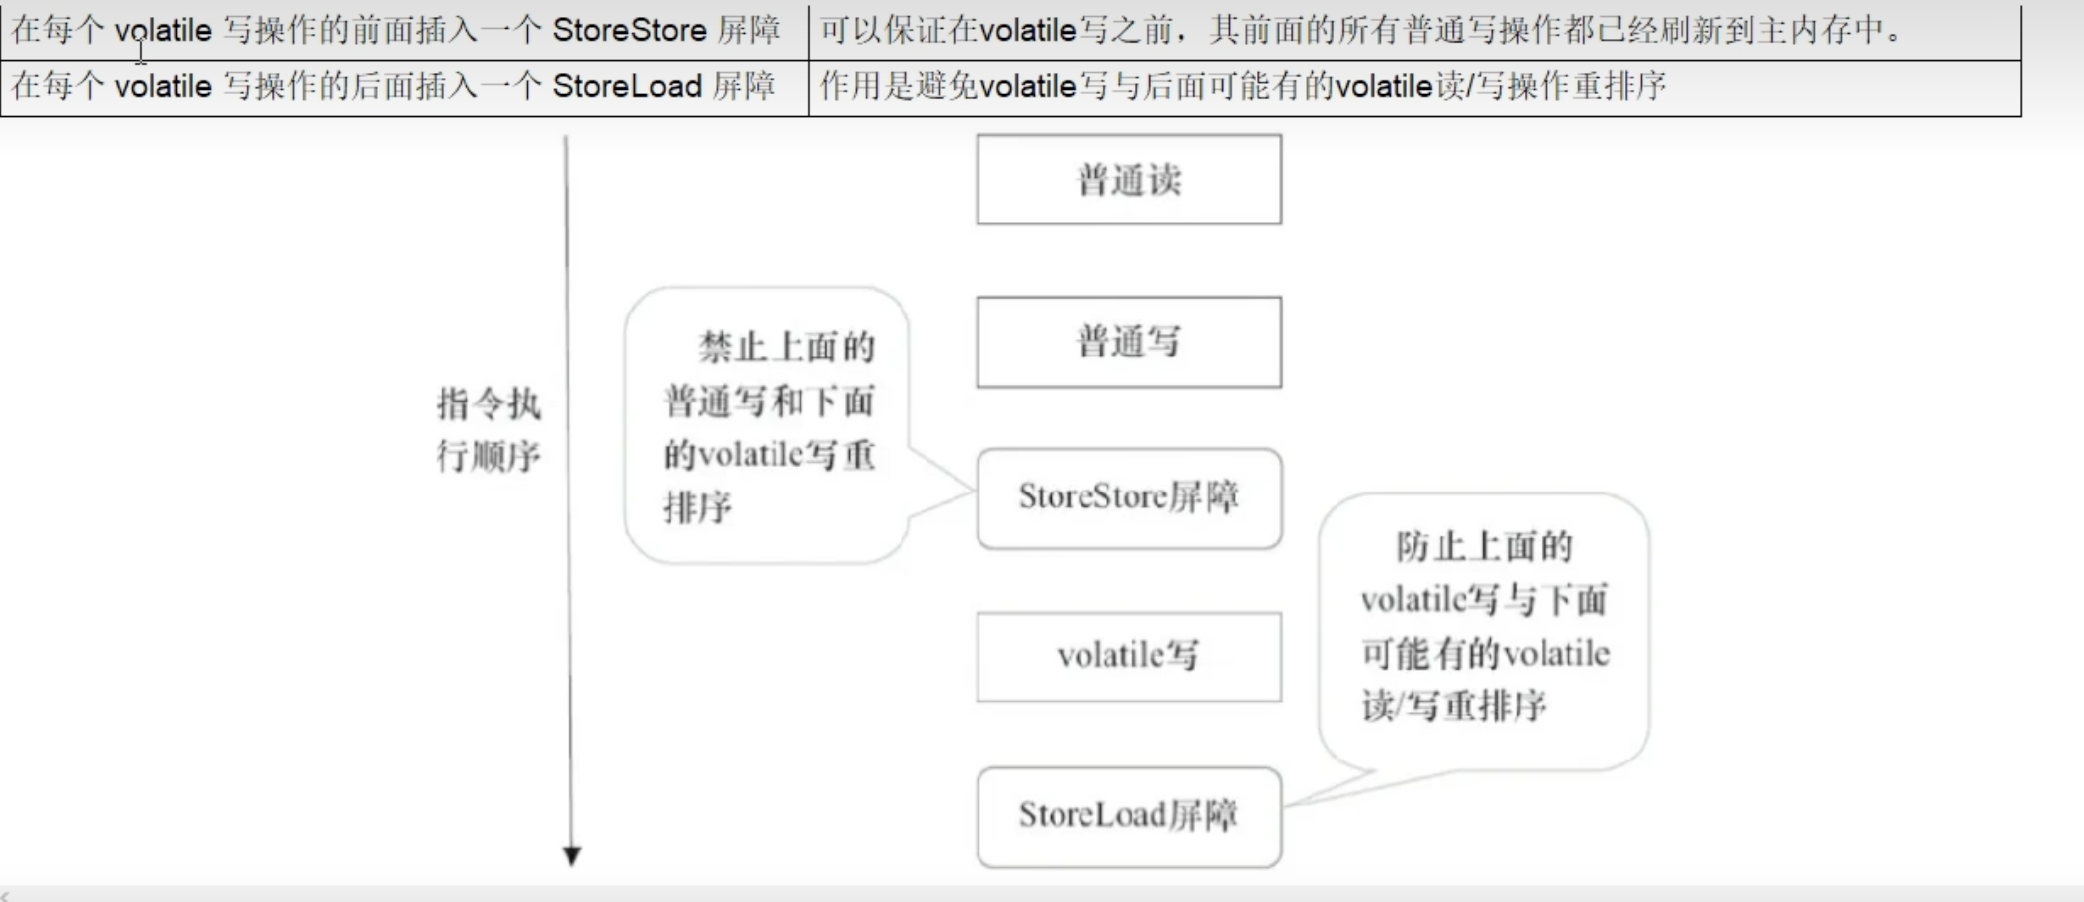 在每个 volatile 写操作的前面插入一个 StoreStore 屏障
可以保证在volatile写之前，其前面的所有普通写操作都已经刷新到主内存中。
在每个 volatile 写操作的后面插入一个 StoreLoad 屏障
作用是避免volatile写与后面可能有的volatile读/写操作重排序
普通读
普通写
禁止上面的
普通写和下面
的volatile写重
排序
指令执
行顺序
StoreStore屏障
防止上面的
volatile写与下面
可能有的volatile
读/写重排序
volatile写
StoreLoad屏障